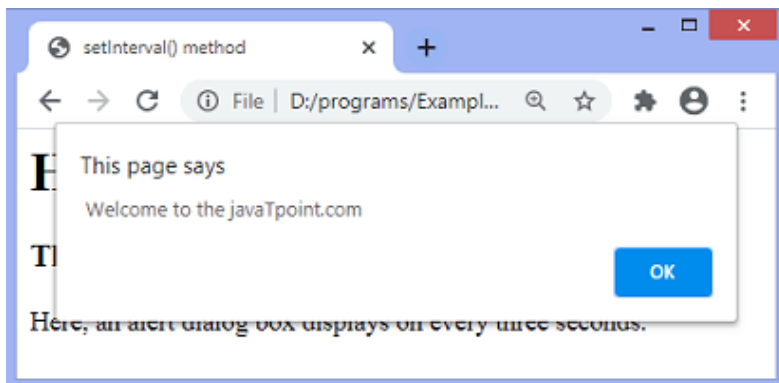 setInterval() method
File | D:/programs/Exampl...
This page says
Welcome to the javaTpoint.com
OK
Here, an alert dialog box displays on every three seconds.